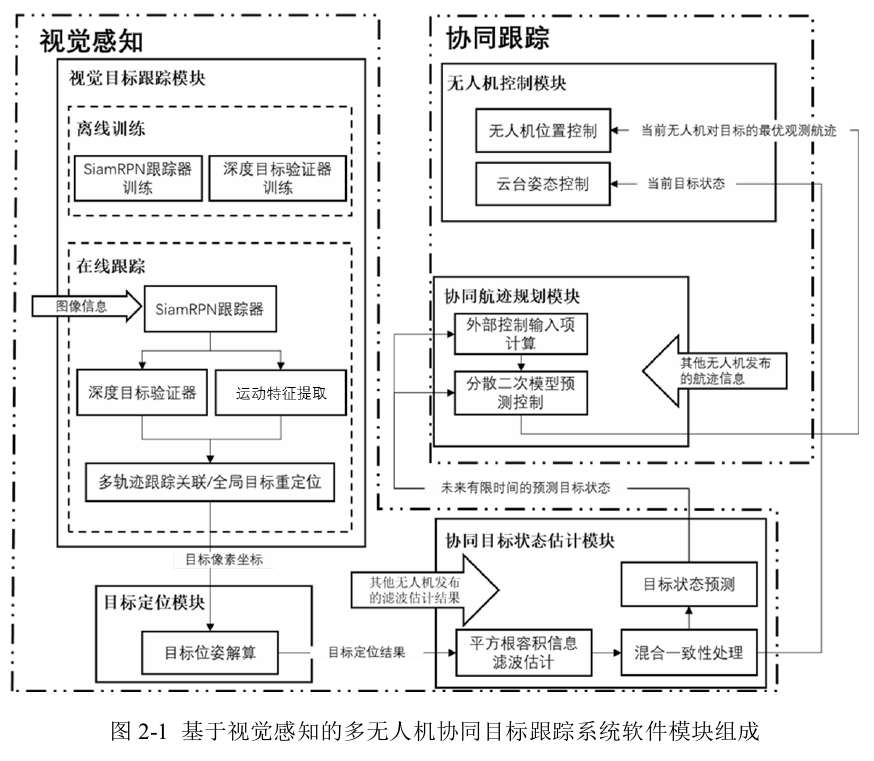 视觉感知
视觉目标跟踪模块
离线训练
SiamRPN跟踪器
训练
深度目标验证器
训练
在线跟踪
图像信息
SiamRPN跟踪器
深度目标验证器
运动特征提取
多轨迹跟踪关联/全局目标重定位
目标像素坐标
目标定位模块
目标位姿解算
目标定位结果
协同跟踪
无人机控制模块
无人机位置控制
当前无人机对目标的最优观测航迹
云台姿态控制
当前目标状态
协同航迹规划模块
外部控制输入项
计算
分散二次模型预
测控制
其他无人机发布
的航迹信息
未来有限时间的预测目标状态
协同目标状态估计模块
其他无人机发布
的滤波估计结果
目标状态预测
平方根容积信息
滤波估计
混合一致性处理
图 2-1 基于视觉感知的多无人机协同目标跟踪系统软件模块组成